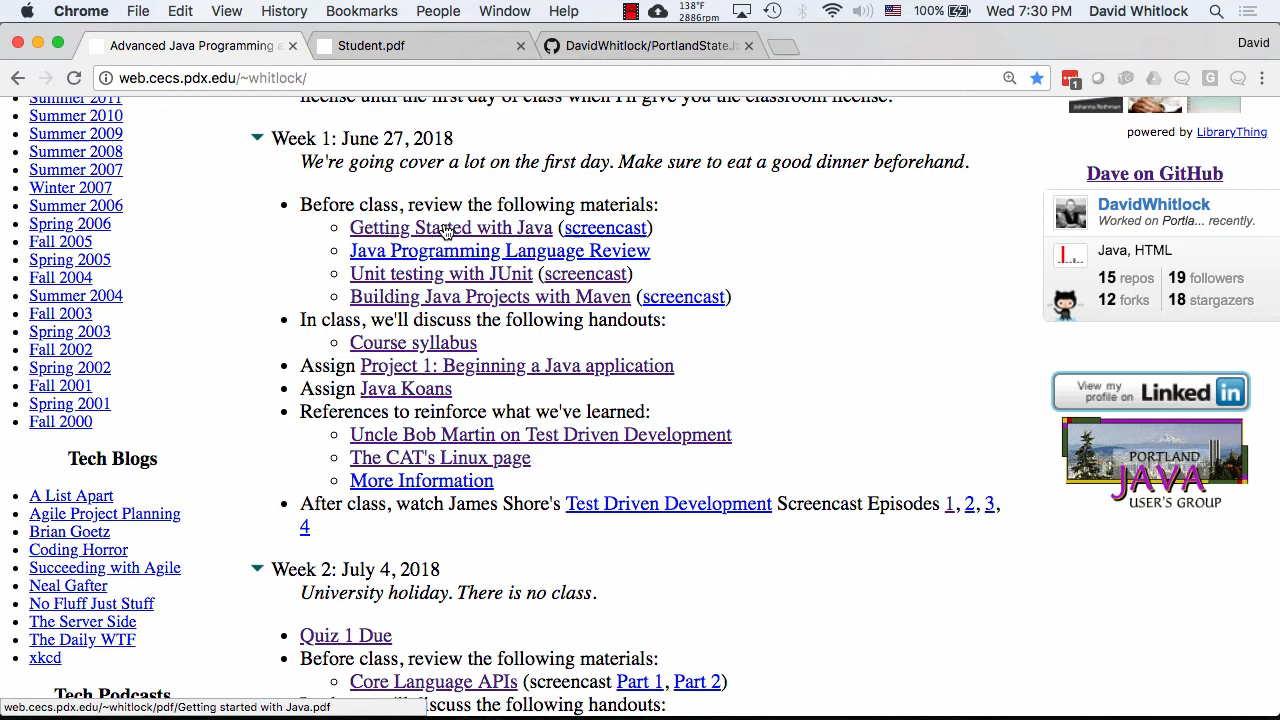 Chrome File Edit View History Bookmarks People Window Help 138°F 2886rpm 100% Wed 7:30 PM David Whitlock
Advanced Java Programming a
Student.pdf
DavidWhitlock/PortlandStateJa
David
web.cecs.pdx.edu/~whitlock/
1
Summer 2011
Summer 2010
Summer 2009
Summer 2008
Summer 2007
Winter 2007
Summer 2006
Spring 2006
Fall 2005
Spring 2005
Fall 2004
Summer 2004
Fall 2003
Spring 2003
Fall 2002
Spring 2002
Fall 2001
Spring 2001
Fall 2000
Tech Blogs
A List Apart
Agile Project Planning
Brian Goetz
Coding Horror
Succeeding with Agile
Neal Gafter
No Fluff Just Stuff
The Server Side
The Daily WTF
xkcd
Tech Podcasts
license until the first day of class when I'll give you the classroom license.
Week 1: June 27, 2018
We're going cover a lot on the first day. Make sure to eat a good dinner beforehand.
Before class, review the following materials:
Getting Started with Java (screencast)
Java Programming Language Review
Unit testing with JUnit (screencast)
Building Java Projects with Maven (screencast)
In class, we'll discuss the following handouts:
Course syllabus
Assign Project 1: Beginning a Java application
Assign Java Koans
References to reinforce what we've learned:
Uncle Bob Martin on Test Driven Development
The CAT's Linux page
More Information
After class, watch James Shore's Test Driven Development Screencast Episodes 1, 2, 3,
4
Week 2: July 4, 2018
University holiday. There is no class.
Quiz 1 Due
Before class, review the following materials:
Core Language APIs (screencast Part 1, Part 2)
discuss the following handouts:
Johanna Rothman
powered by LibraryThing
Dave on GitHub
DavidWhitlock
Worked on Portla... recently.
Java, HTML
15 repos 19 followers
12 forks 18 stargazers
View my profile on Linked in
PORTLAND
JAVA
USER'S GROUP
web.cecs.pdx.edu/~whitlock/pdf/Getting started with Java.pdf